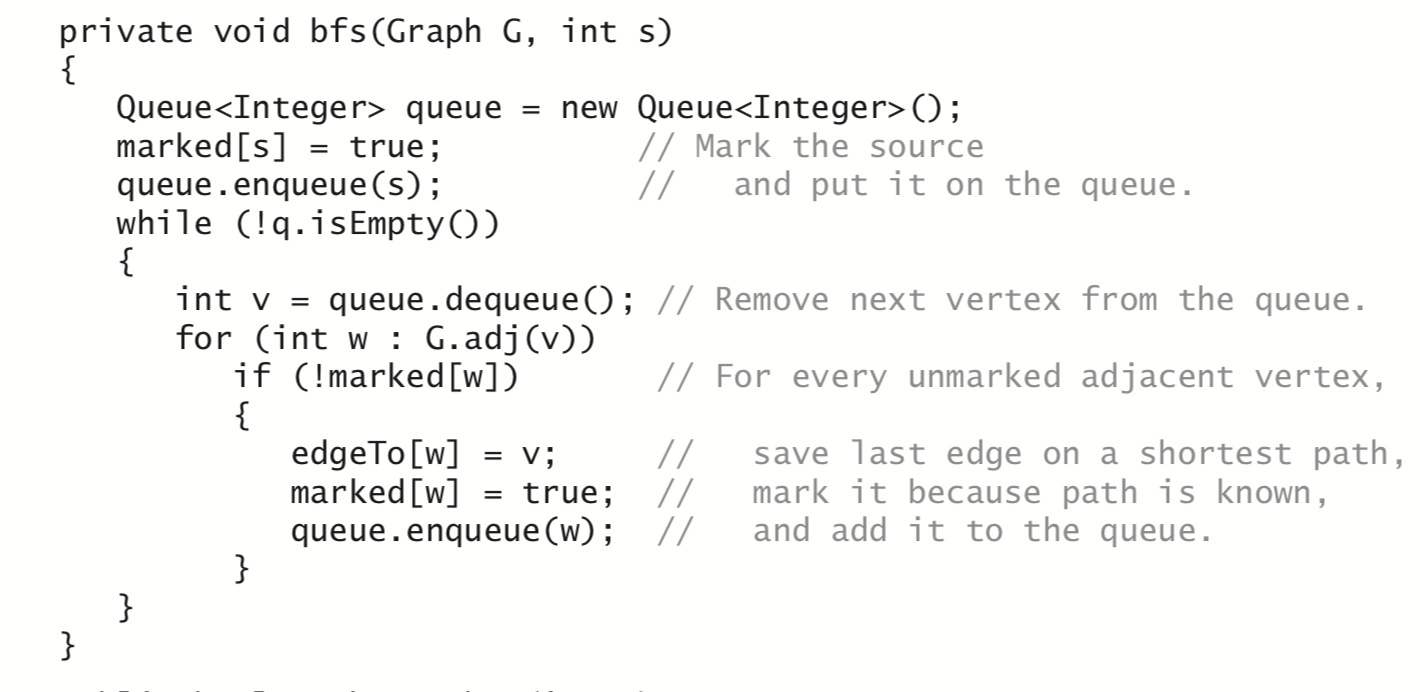 private void bfs(Graph G, int s)
{
Queue<Integer> queue = new Queue<Integer>();
marked[s] = true; // Mark the source
queue.enqueue(s); // and put it on the queue.
while (!q.isEmpty())
{
int v = queue.dequeue(); // Remove next vertex from the queue.
for (int w : G.adj(v))
if (!marked[w]) // For every unmarked adjacent vertex,
{
edgeTo[w] = v; // save last edge on a shortest path,
marked[w] = true; // mark it because path is known,
queue.enqueue(w); // and add it to the queue.
}
}
}